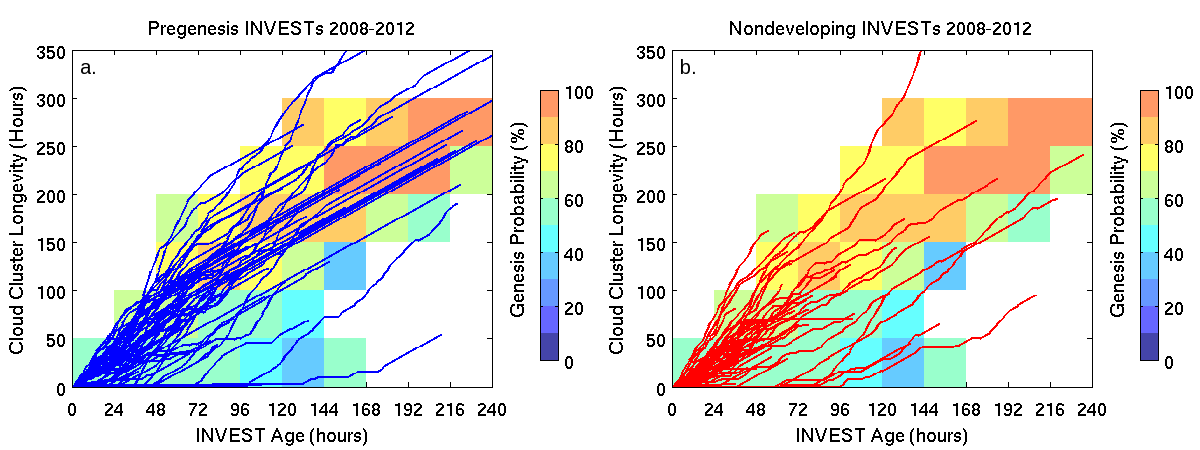 Pregenesis INVESTs 2008-2012
a.
Cloud Cluster Longevity (Hours)
350
300
250
200
150
100
50
0
0 24 48 72 96 120 144 168 192 216 240
INVEST Age (hours)
Genesis Probability (%)
100
80
60
40
20
0
Nondeveloping INVESTs 2008-2012
b.
Cloud Cluster Longevity (Hours)
350
300
250
200
150
100
50
0
0 24 48 72 96 120 144 168 192 216 240
INVEST Age (hours)
Genesis Probability (%)
100
80
60
40
20
0